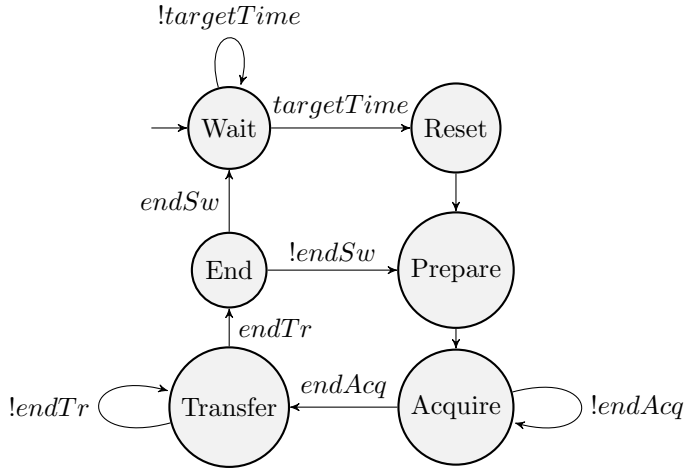 !targetTime
targetTime
Wait
Reset
endSw
!endSw
End
Prepare
endTr
endAcq
!endTr
Transfer
Acquire
!endAcq